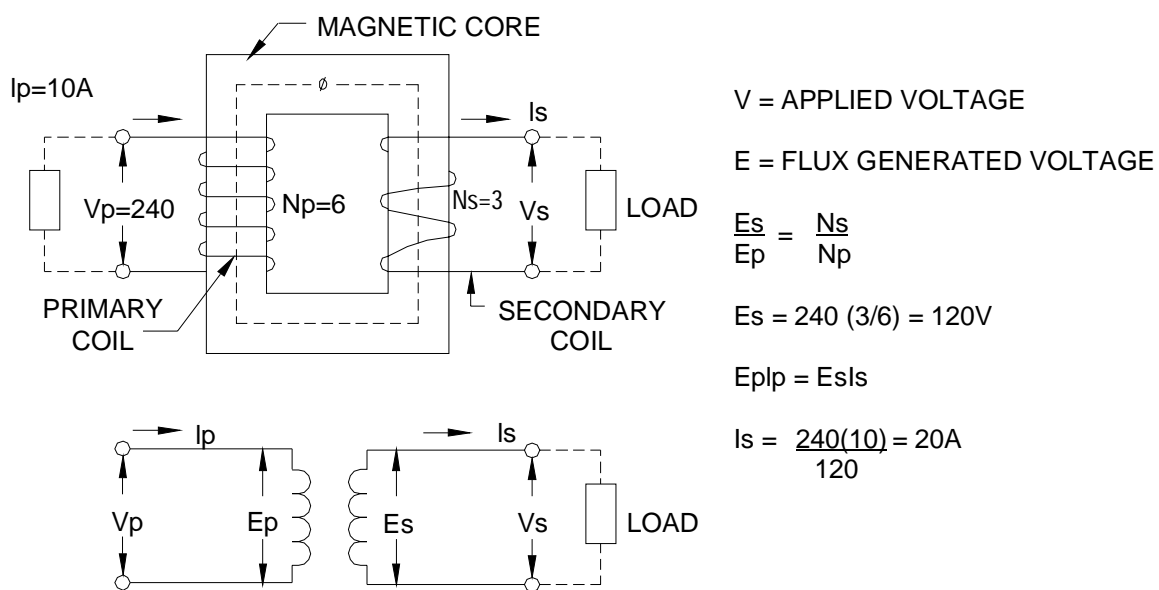 MAGNETIC CORE
Ip=10A
ø
Is
Vp=240
Np=6
Ns=3
Vs
LOAD
PRIMARY
COIL
SECONDARY
COIL
V = APPLIED VOLTAGE
E = FLUX GENERATED VOLTAGE
Es
Ep
=
Ns
Np
Es = 240 (3/6) = 120V
EpIp = EsIs
Is = 240(10) = 20A
120
Ip
Is
Vp
Ep
Es
Vs
LOAD